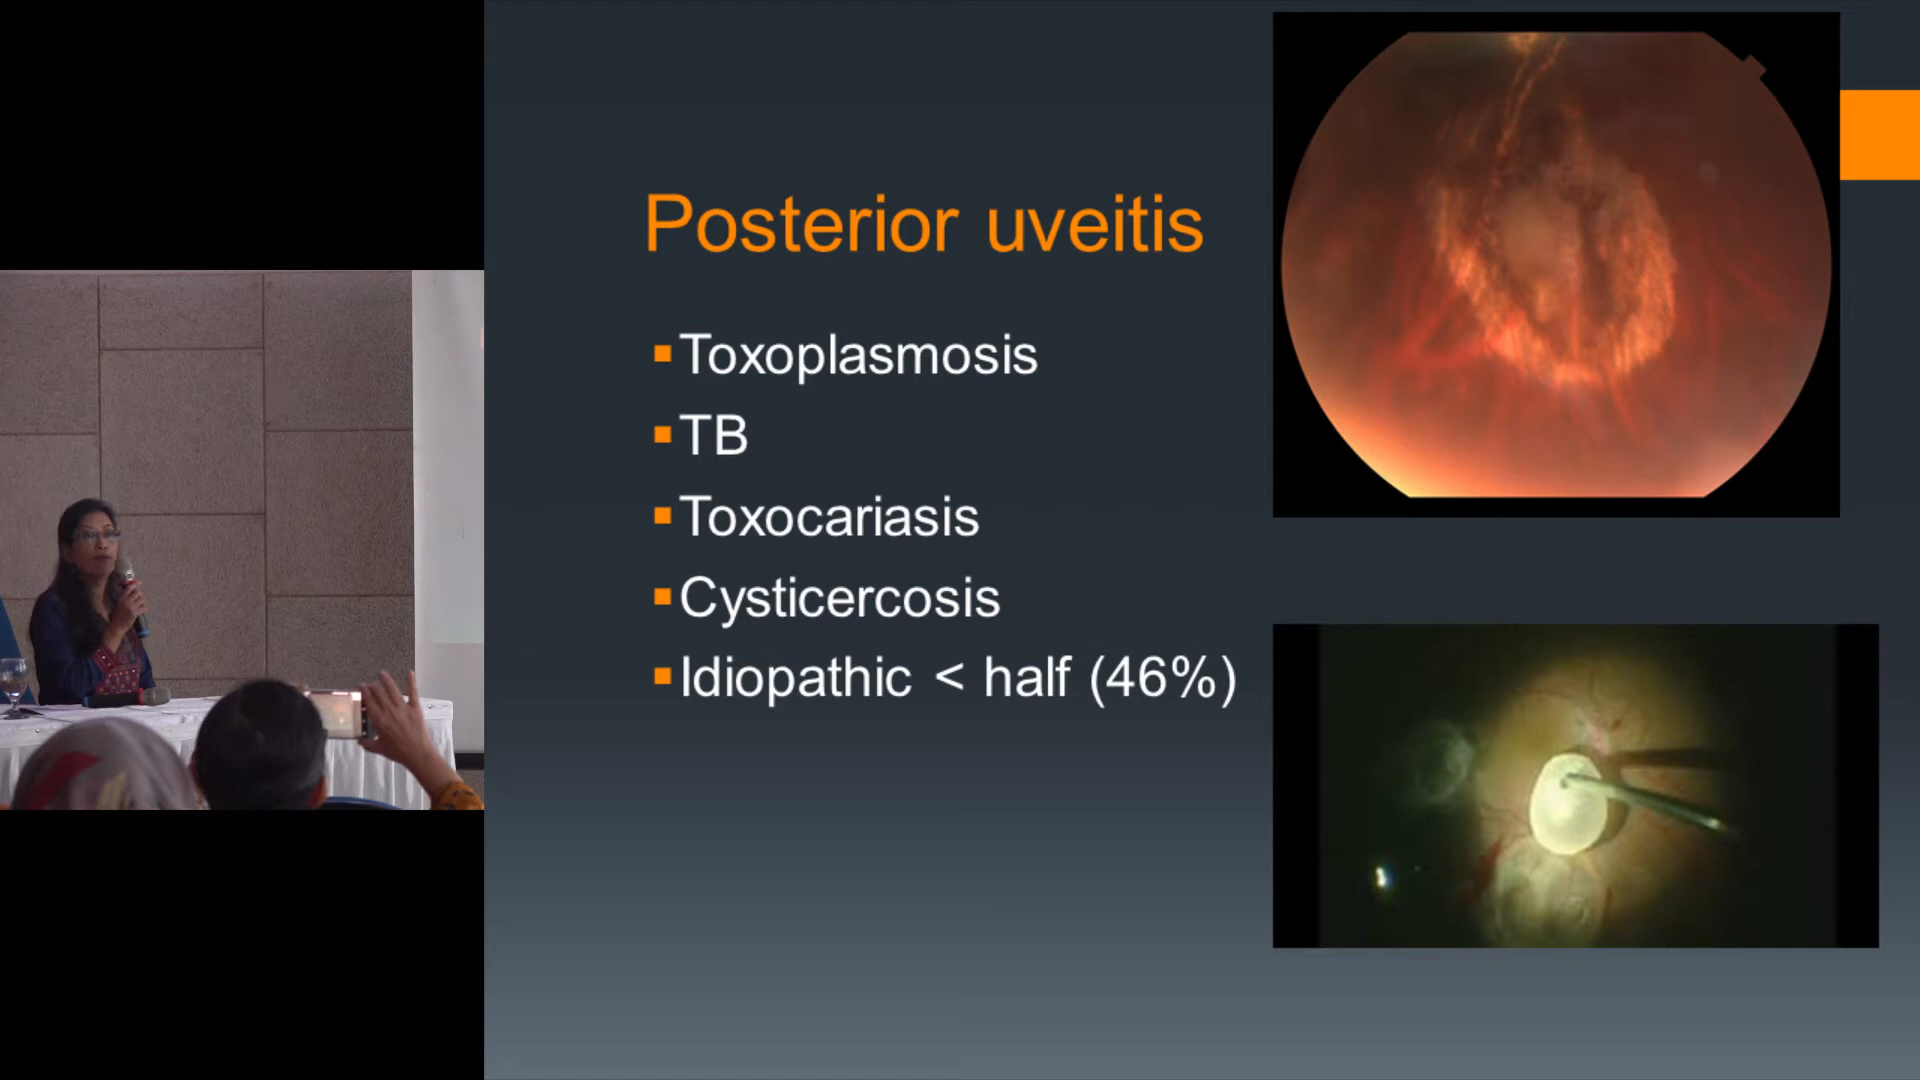 Posterior uveitis
Toxoplasmosis
TB
Toxocariasis
Cysticercosis
Idiopathic < half (46%)